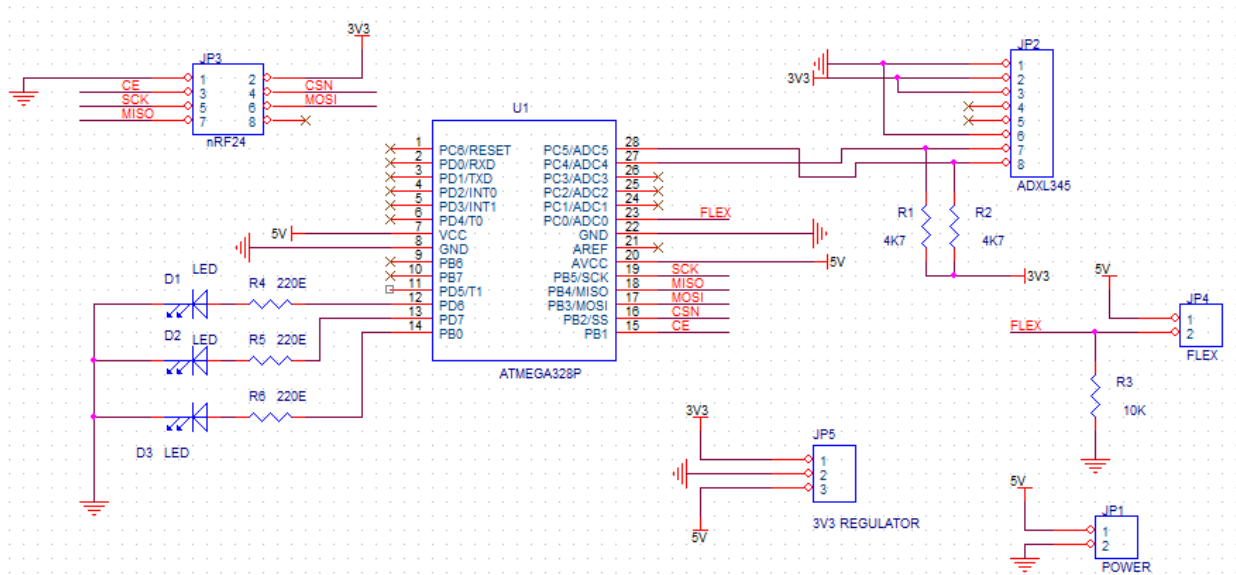 3V3
JP3
1 2
CE 3 4 CSN
SCK 5 6 MOSI
MISO 7 8
nRF24
U1
1 PC6/RESET PC5/ADC5 28
2 PD0/RXD PC4/ADC4 27
3 PD1/TXD PC3/ADC3 26
4 PD2/INT0 PC2/ADC2 25
5 PD3/INT1 PC1/ADC1 24
6 PD4/T0 PC0/ADC0 23 FLEX
5V 7 VCC GND 22
8 GND AREF 21
9 PB6 AVCC 20 5V
10 PB7 PB5/SCK 19 SCK
11 PD5/T1 PB4/MISO 18 MISO
12 PD6 PB3/MOSI 17 MOSI
13 PD7 PB2/SS 16 CSN
14 PB0 PB1 15 CE
ATMEGA328P
JP2
1
3V3 2
3
4
5
6
7
8
ADXL345
R1 R2
4K7 4K7
3V3
D1 LED R4 220E
D2 LED R5 220E
R6 220E
D3 LED
5V
JP4
1
FLEX 2
FLEX
R3
10K
3V3
JP5
1
2
3
5V
3V3 REGULATOR
5V
JP1
1
2
POWER